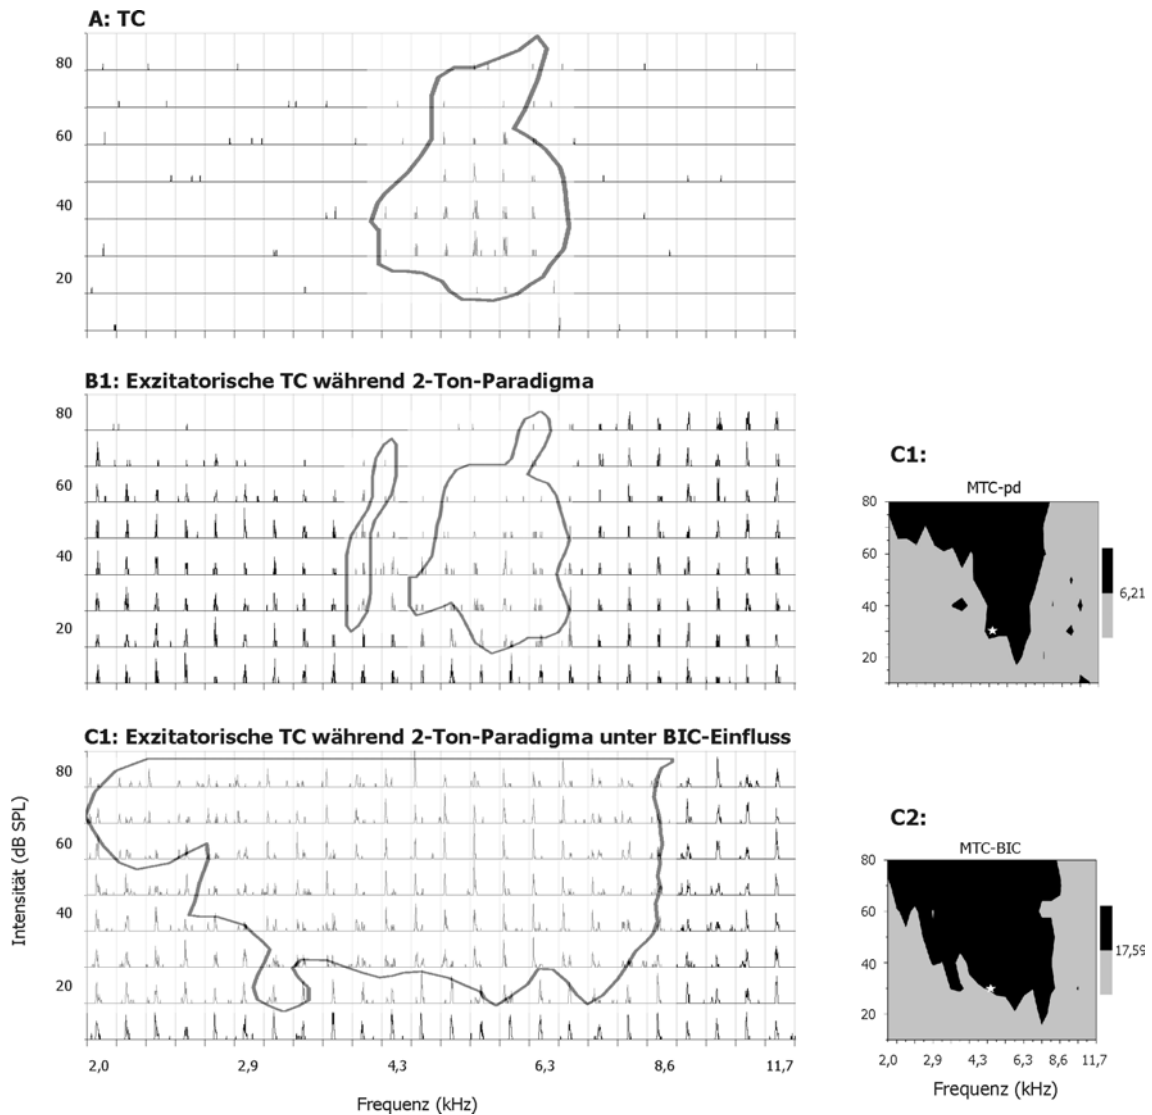 A: TC
80
60
40
20
B1: Exzitatorische TC während 2-Ton-Paradigma
80
60
40
20
C1:
MTC-pd
80
60
40
20
6,21
C1: Exzitatorische TC während 2-Ton-Paradigma unter BIC-Einfluss
80
60
40
20
Intensität (dB SPL)
2,0 2,9 4,3 6,3 8,6 11,7
Frequenz (kHz)
C2:
MTC-BIC
80
60
40
20
17,59
2,0 2,9 4,3 6,3 8,6 11,7
Frequenz (kHz)